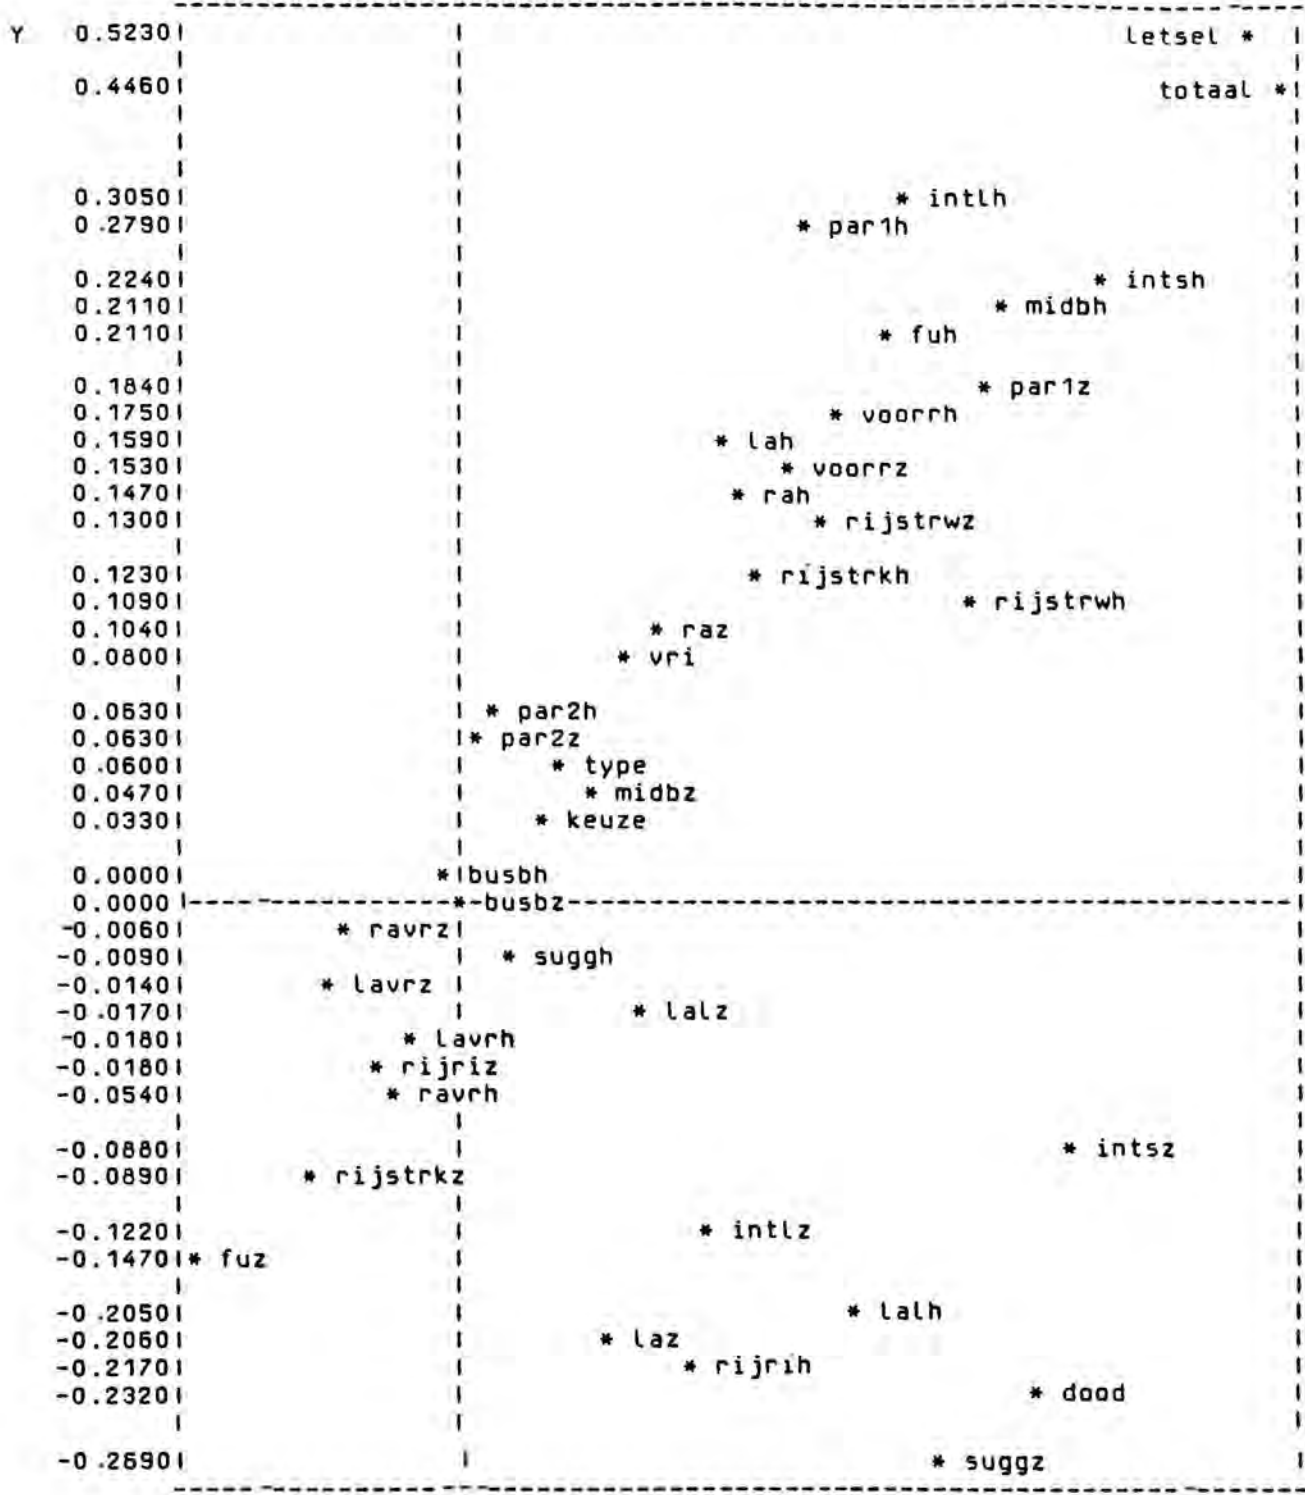 Y 0.5230 letsel *
0.4460 totaal *
0.3050 * intlh
0.2790 * par1h
0.2240 * intsh
0.2110 * midbh
0.2110 * fuh
0.1840 * par1z
0.1750 * voorrh
0.1590 * lah
0.1530 * voorrz
0.1470 * rah
0.1300 * rijstrwz
0.1230 * rijstrkh
0.1090 * rijstrwh
0.1040 * raz
0.0800 * vri
0.0630 * par2h
0.0630 * par2z
0.0600 * type
0.0470 * midbz
0.0330 * keuze
0.0000 * busbh
0.0000 * busbz
-0.0060 * ravrz
-0.0090 * suggh
-0.0140 * lavrz
-0.0170 * lalz
-0.0180 * lavrh
-0.0180 * rijriz
-0.0540 * ravrh
-0.0880 * intsz
-0.0890 * rijstrkz
-0.1220 * intlz
-0.1470 * fuz
-0.2050 * lalh
-0.2060 * laz
-0.2170 * rijrih
-0.2320 * dood
-0.2690 * suggz